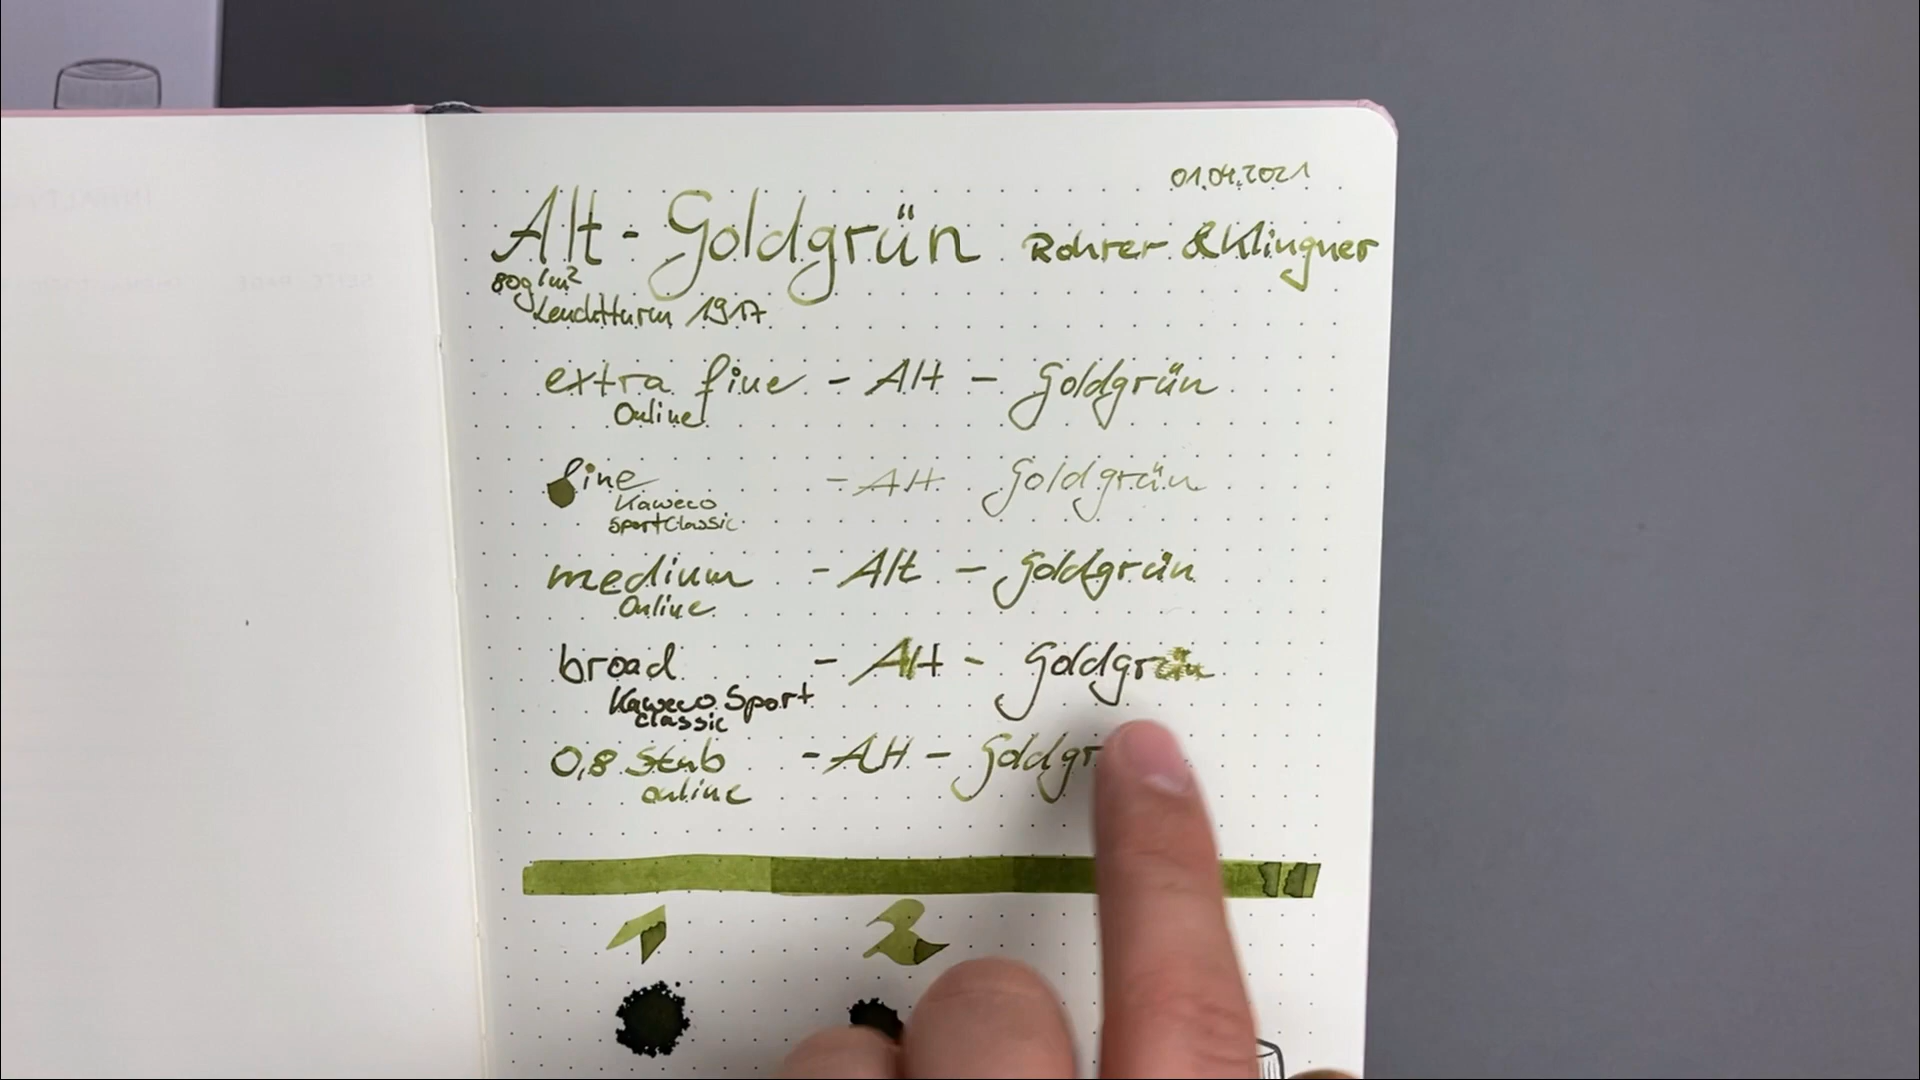 01.04.2021
Alt - Goldgrün Rohrer & Klingner
80g/m²
Leuchtturm 1917
extra fine - Alt - Goldgrün
Online
fine - Alt Goldgrün
Kaweco
Sport Classic
medium - Alt - Goldgrün
Online
broad - Alt - Goldgrün
Kaweco Sport
classic
0,8 Stub - Alt - Goldgr
online
1 2